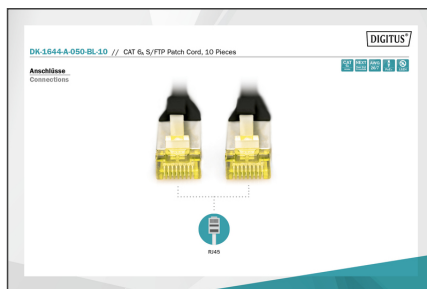 DIGITUS®
DK-1644-A-050-BL-10 // CAT 6A S/FTP Patch Cord, 10 Pieces
Anschlüsse
Connections
RJ45